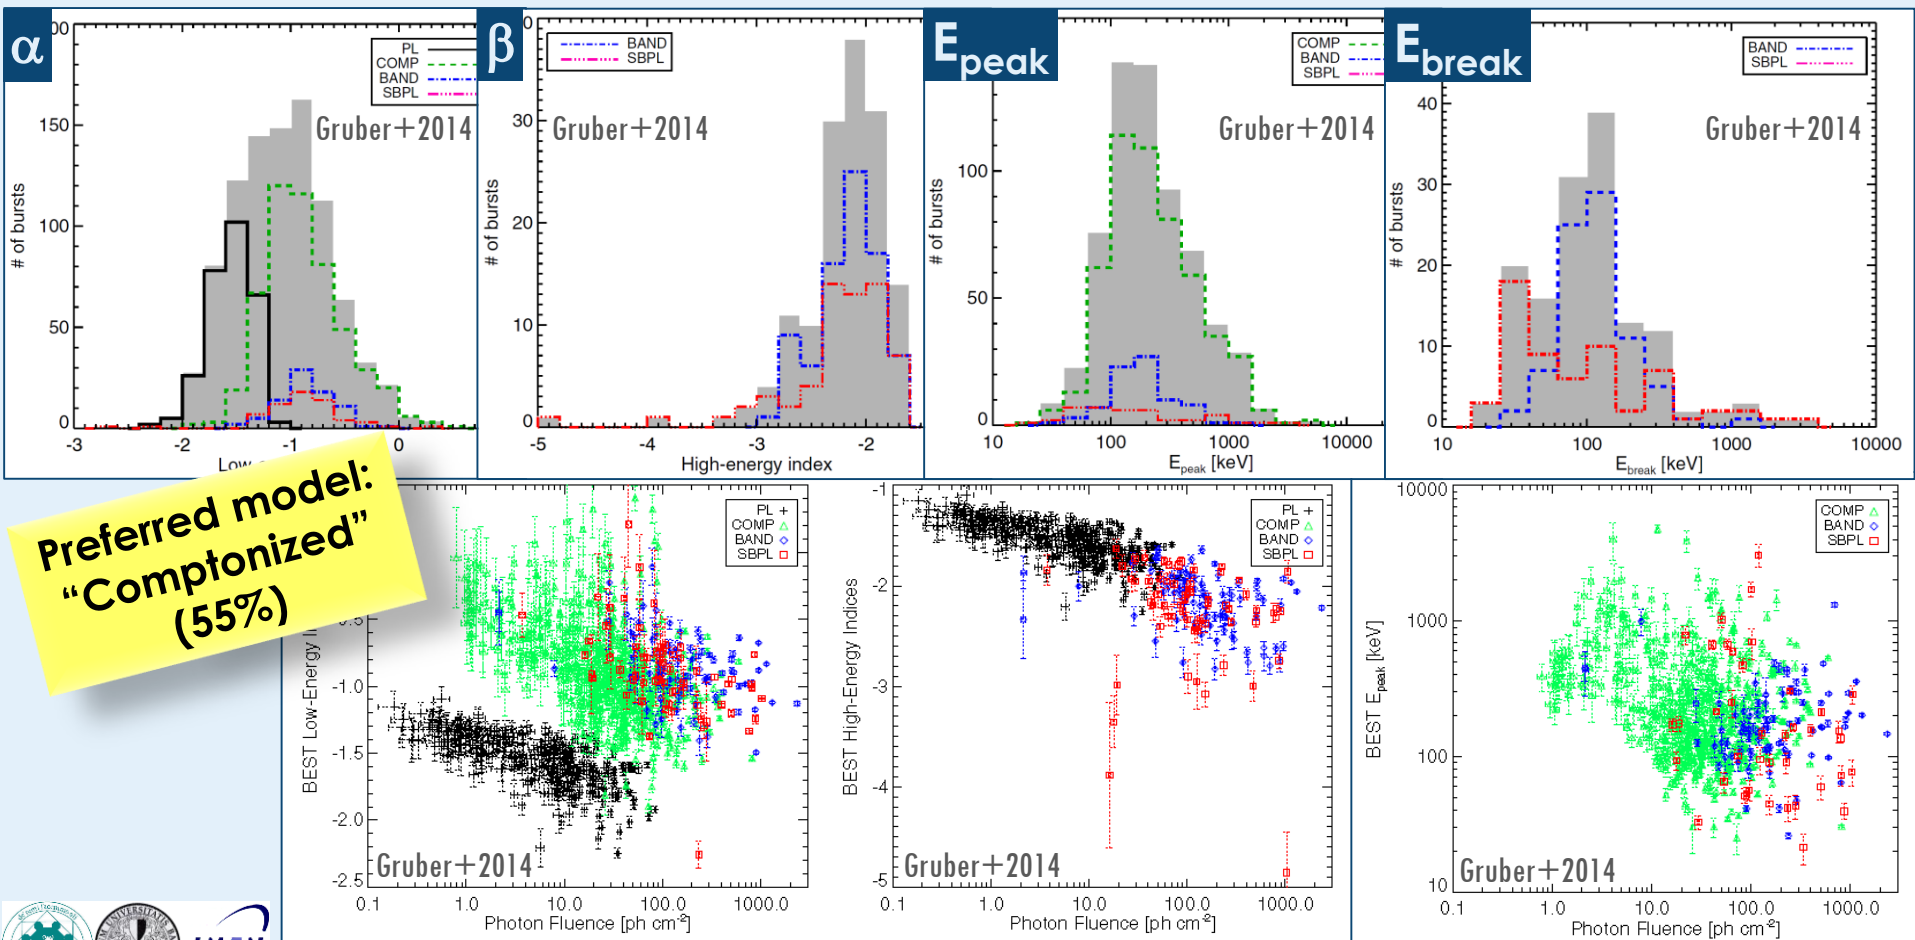 α
200
150
100
50
0
# of bursts
PL
COMP
BAND
SBPL
Gruber+2014
-3
-2
-1
0
β
0
30
20
10
0
# of bursts
BAND
SBPL
Gruber+2014
-5
-4
-3
-2
High-energy index
Epeak
100
50
0
# of bursts
COMP
BAND
SBPL
Gruber+2014
10
100
1000
10000
Epeak [keV]
Ebreak
40
30
20
10
0
# of bursts
BAND
SBPL
Gruber+2014
10
100
1000
10000
Ebreak [keV]
Preferred model:
“Comptonized”
(55%)
PL
COMP
BAND
SBPL
-1.0
-1.5
-2.0
-2.5
BEST Low-Energy
Gruber+2014
0.1
1.0
10.0
100.0
1000.0
Photon Fluence [ph cm-2]
-1
-2
-3
-4
-5
BEST High-Energy Indices
PL
COMP
BAND
SBPL
Gruber+2014
0.1
1.0
10.0
100.0
1000.0
Photon Fluence [ph cm-2]
10000
1000
100
10
BEST Epeak [keV]
COMP
BAND
SBPL
Gruber+2014
0.1
1.0
10.0
100.0
1000.0
Photon Fluence [ph cm-2]